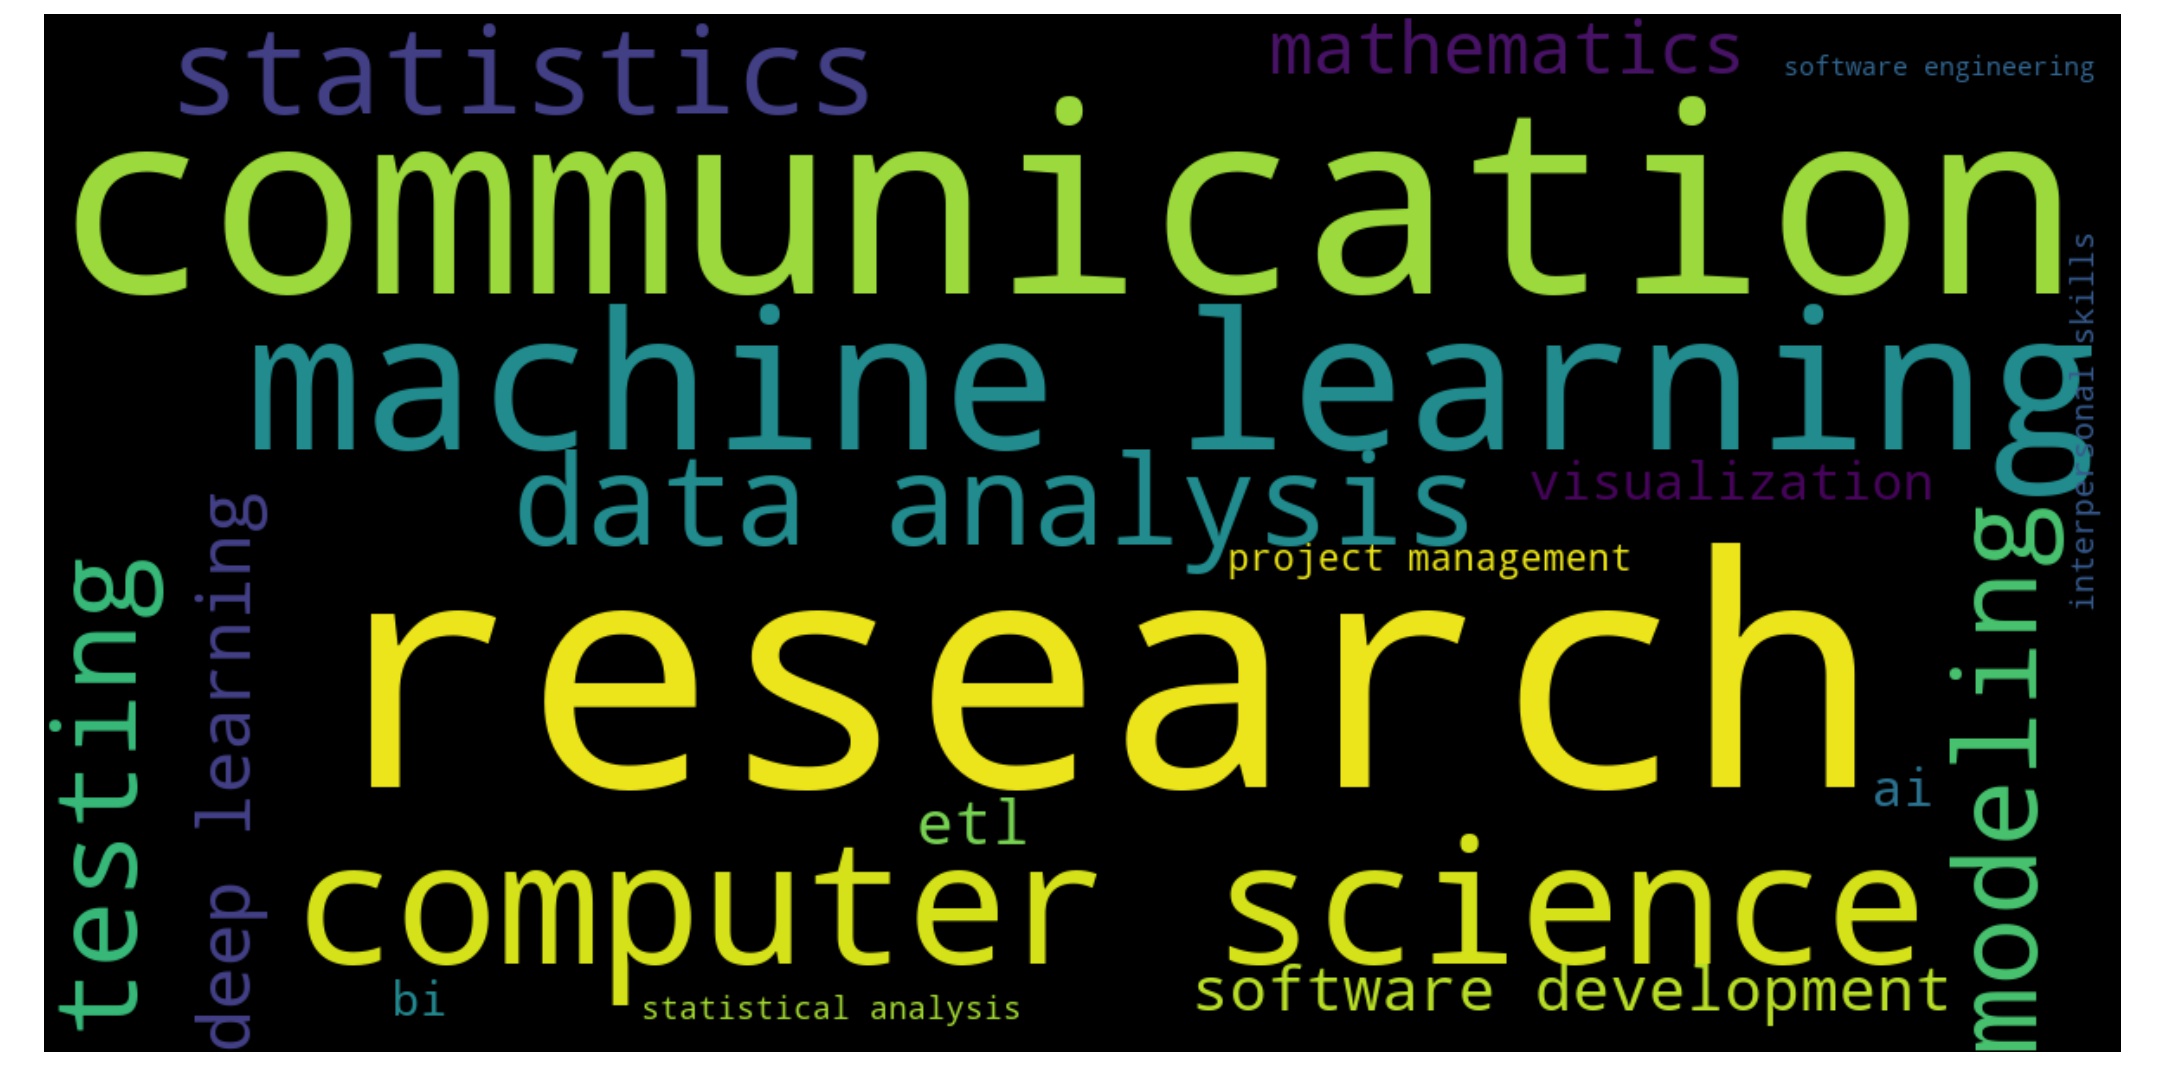 statistics
mathematics
software engineering
communication
interpersonal skills
machine learning
data analysis
visualization
project management
testing
deep learning
research
modeling
ai
etl
computer science
bi
statistical analysis
software development